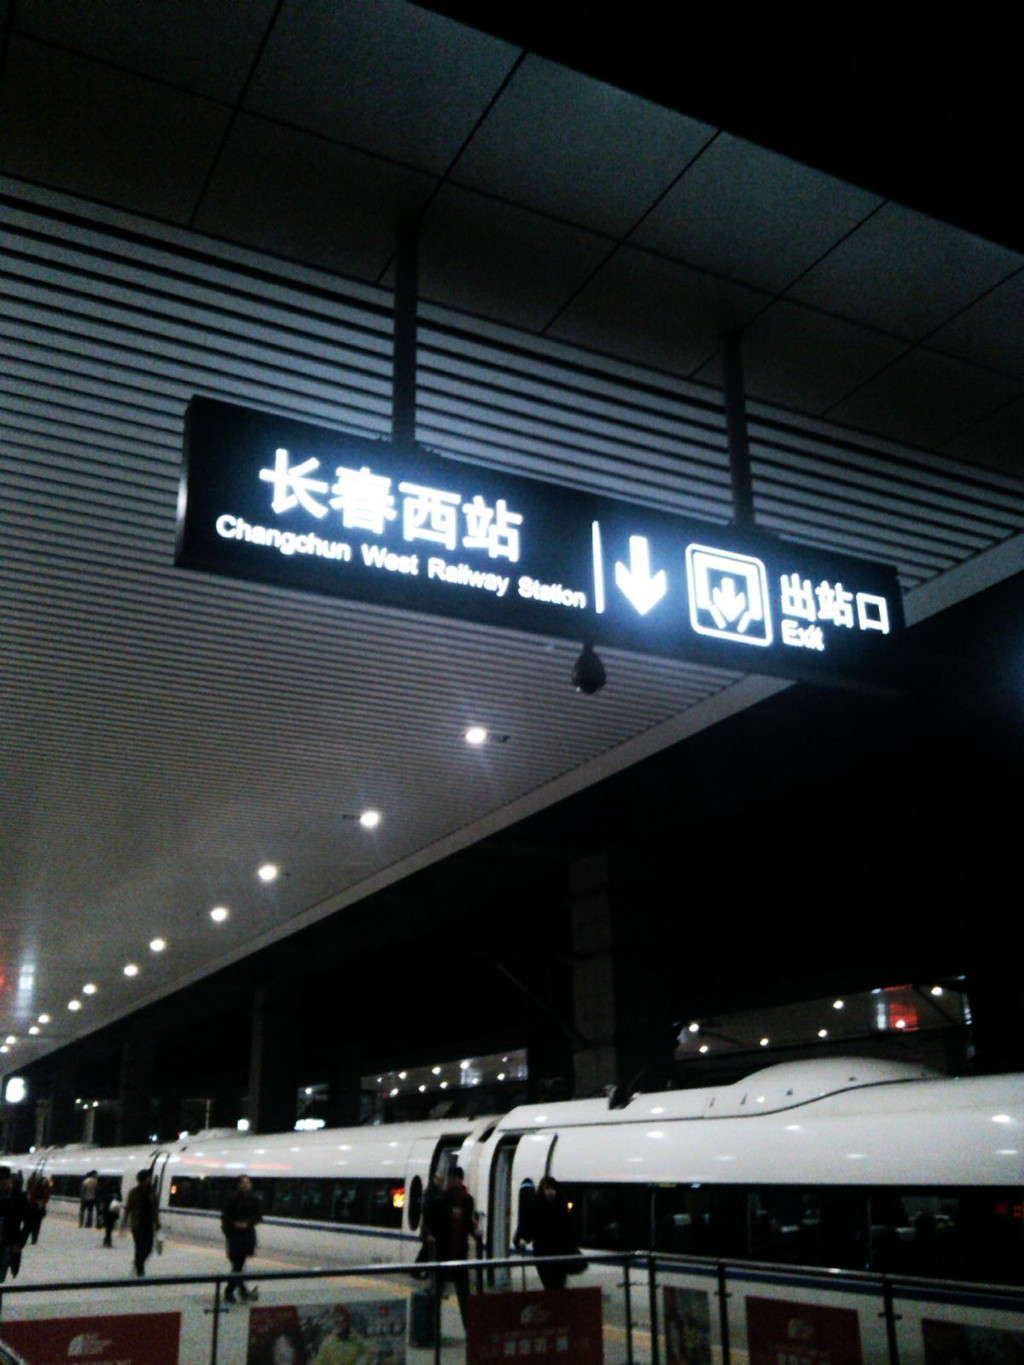 长春西站
Changchun West Railway Station
出站口
Exit